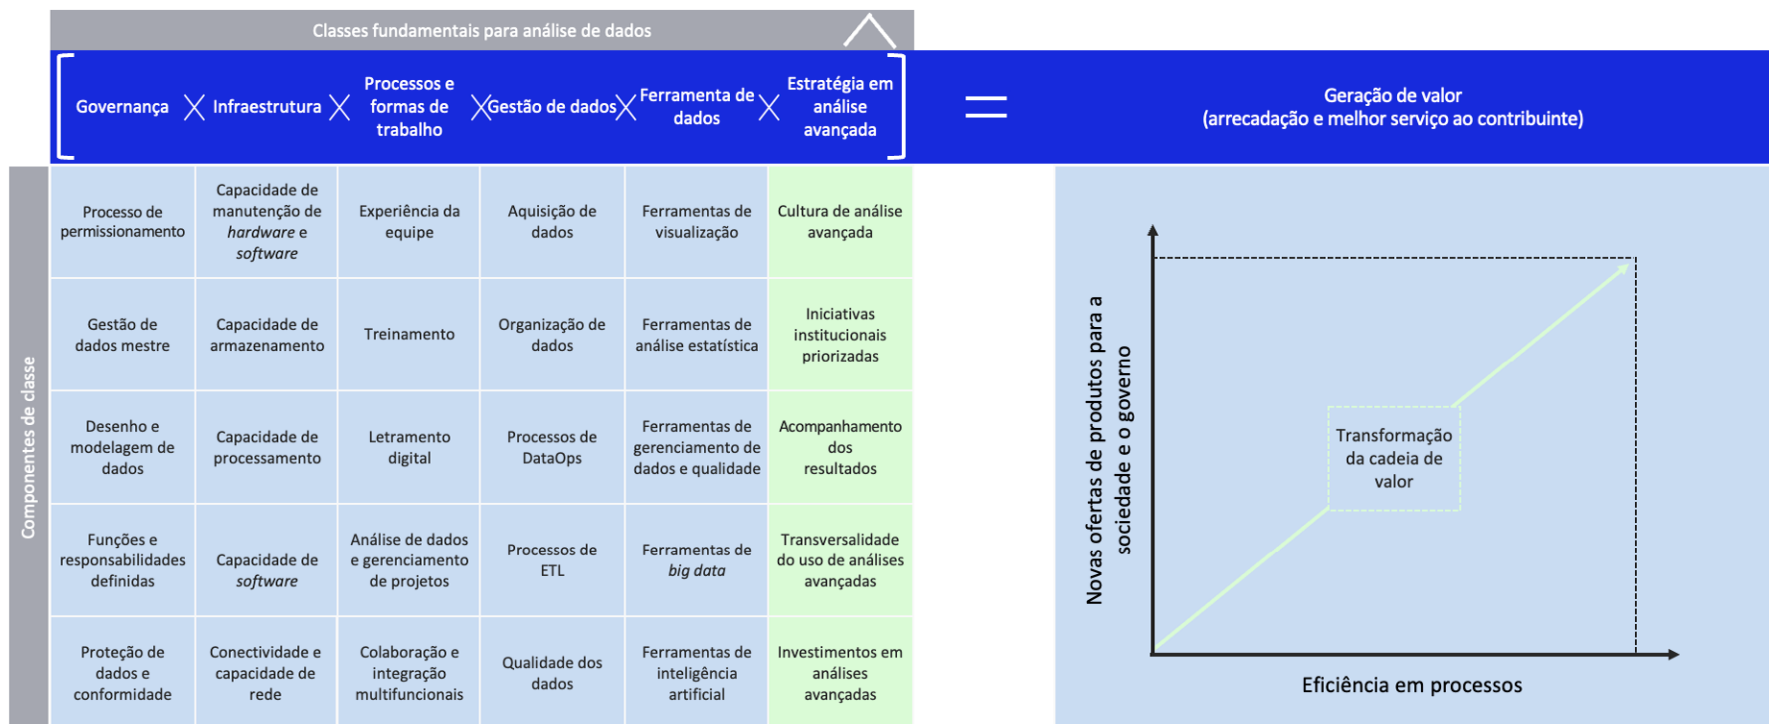 Classes fundamentais para análise de dados
Governança
Infraestrutura
Processos e
formas de
trabalho
Gestão de dados
Ferramenta de
dados
Estratégia em
análise
avançada
=
Geração de valor
(arrecadação e melhor serviço ao contribuinte)
Componentes de classe
Processo de
permissionamento
Capacidade de
manutenção de
hardware e
software
Experiência da
equipe
Aquisição de
dados
Ferramentas de
visualização
Cultura de análise
avançada
Gestão de
dados mestre
Capacidade de
armazenamento
Treinamento
Organização de
dados
Ferramentas de
análise estatística
Iniciativas
institucionais
priorizadas
Desenho e
modelagem de
dados
Capacidade de
processamento
Letramento
digital
Processos de
DataOps
Ferramentas de
gerenciamento de
dados e qualidade
Acompanhamento
dos
resultados
Funções e
responsabilidades
definidas
Capacidade de
software
Análise de dados
e gerenciamento
de projetos
Processos de
ETL
Ferramentas de
big data
Transversalidade
do uso de análises
avançadas
Proteção de
dados e
conformidade
Conectividade e
capacidade de
rede
Colaboração e
integração
multifuncionais
Qualidade dos
dados
Ferramentas de
inteligência
artificial
Investimentos em
análises
avançadas
Novas ofertas de produtos para a
sociedade e o governo
Transformação
da cadeia de
valor
Eficiência em processos